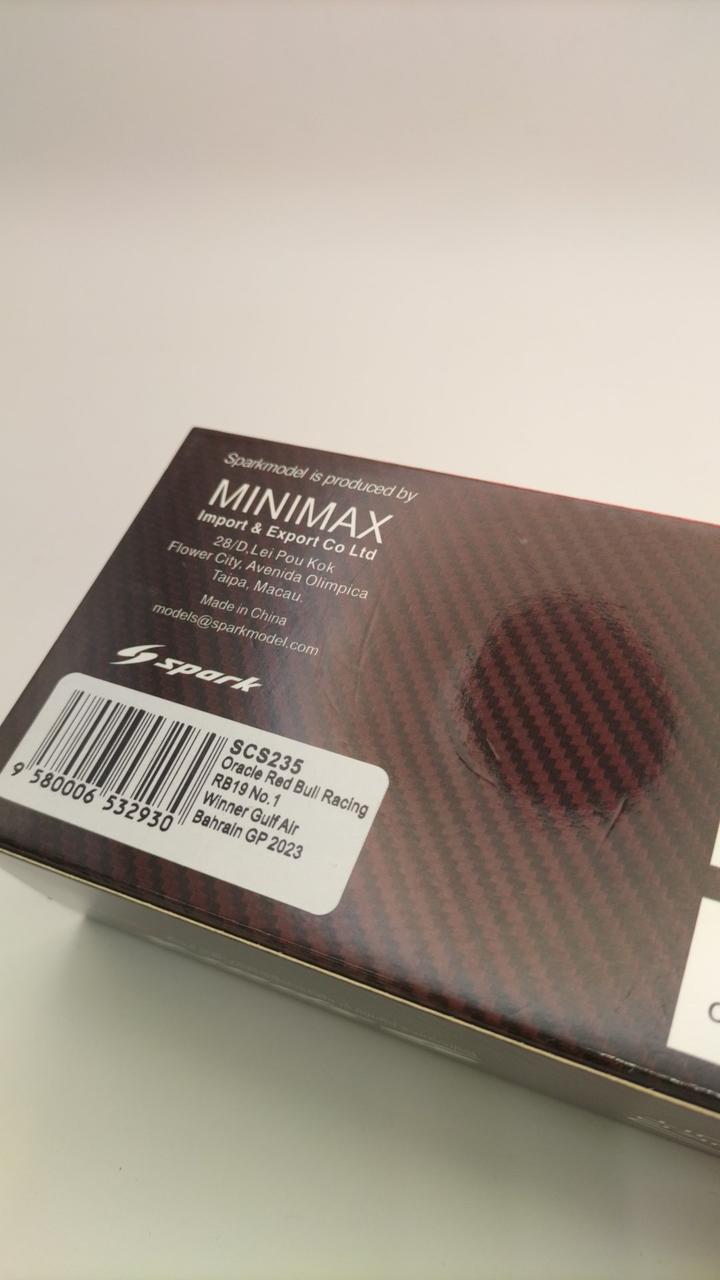 Sparkmodel is produced by
MINIMAX
Import & Export Co Ltd
28/D,Lei Pou Kok
Flower City, Avenida Olimpica
Taipa, Macau.
Made in China
models@sparkmodel.com
spark
SCS235
Oracle Red Bull Racing
RB19 No.1
Winner Gulf Air
Bahrain GP 2023
9 580006 532930